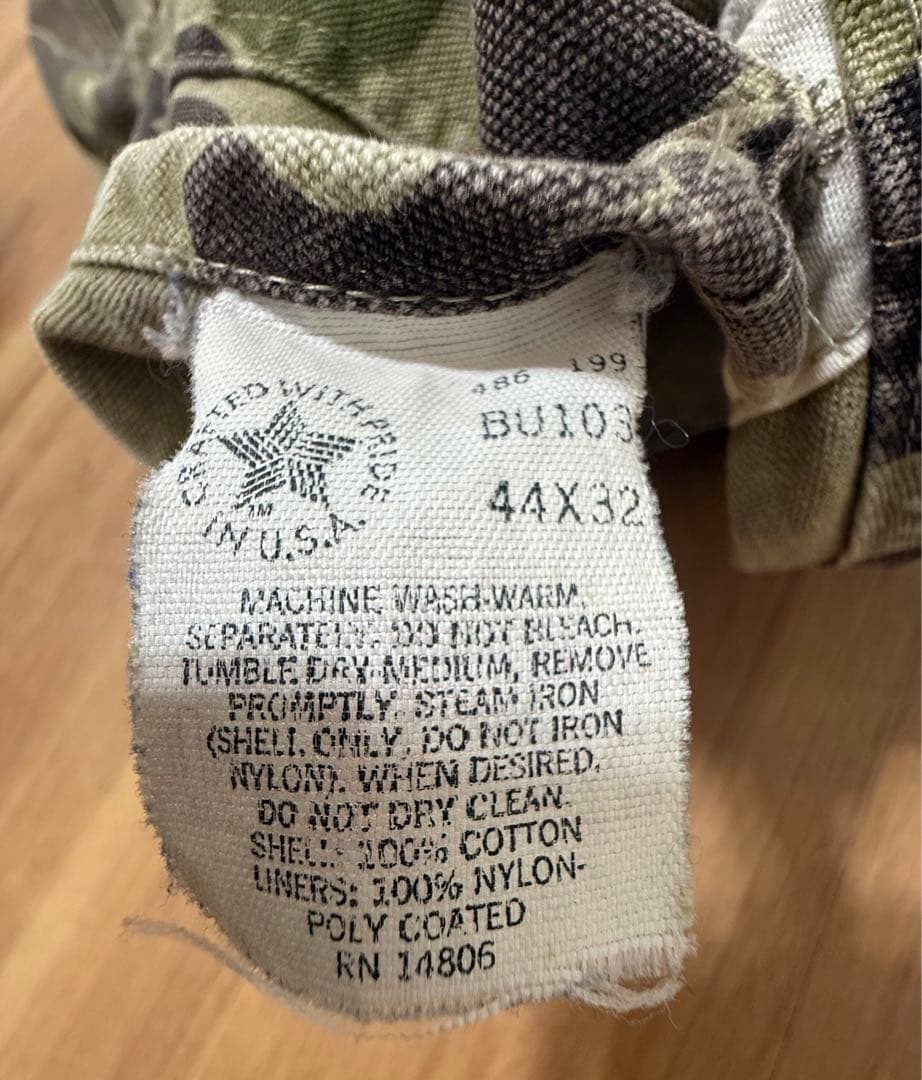 CRAFTED WITH PRIDE
TM
IN U.S.A.
486 199
BU103
44X32
MACHINE WASH-WARM,
SEPARATELY. DO NOT BLEACH.
TUMBLE DRY-MEDIUM, REMOVE
PROMPTLY. STEAM IRON
(SHELL ONLY, DO NOT IRON
NYLON). WHEN DESIRED.
DO NOT DRY CLEAN.
SHELL: 100% COTTON
LINERS: 100% NYLON-
POLY COATED
RN 14806